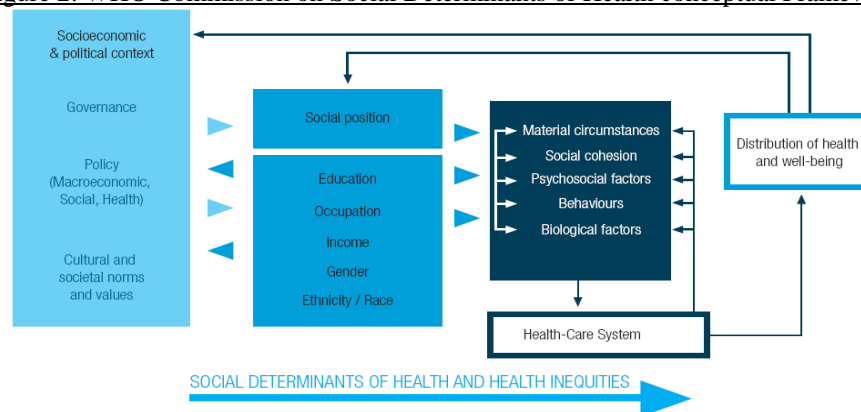 Socioeconomic
& political context
Governance
Policy
(Macroeconomic,
Social, Health)
Cultural and
societal norms
and values
Social position
Education
Occupation
Income
Gender
Ethnicity / Race
Material circumstances
Social cohesion
Psychosocial factors
Behaviours
Biological factors
Distribution of health
and well-being
Health-Care System
SOCIAL DETERMINANTS OF HEALTH AND HEALTH INEQUITIES